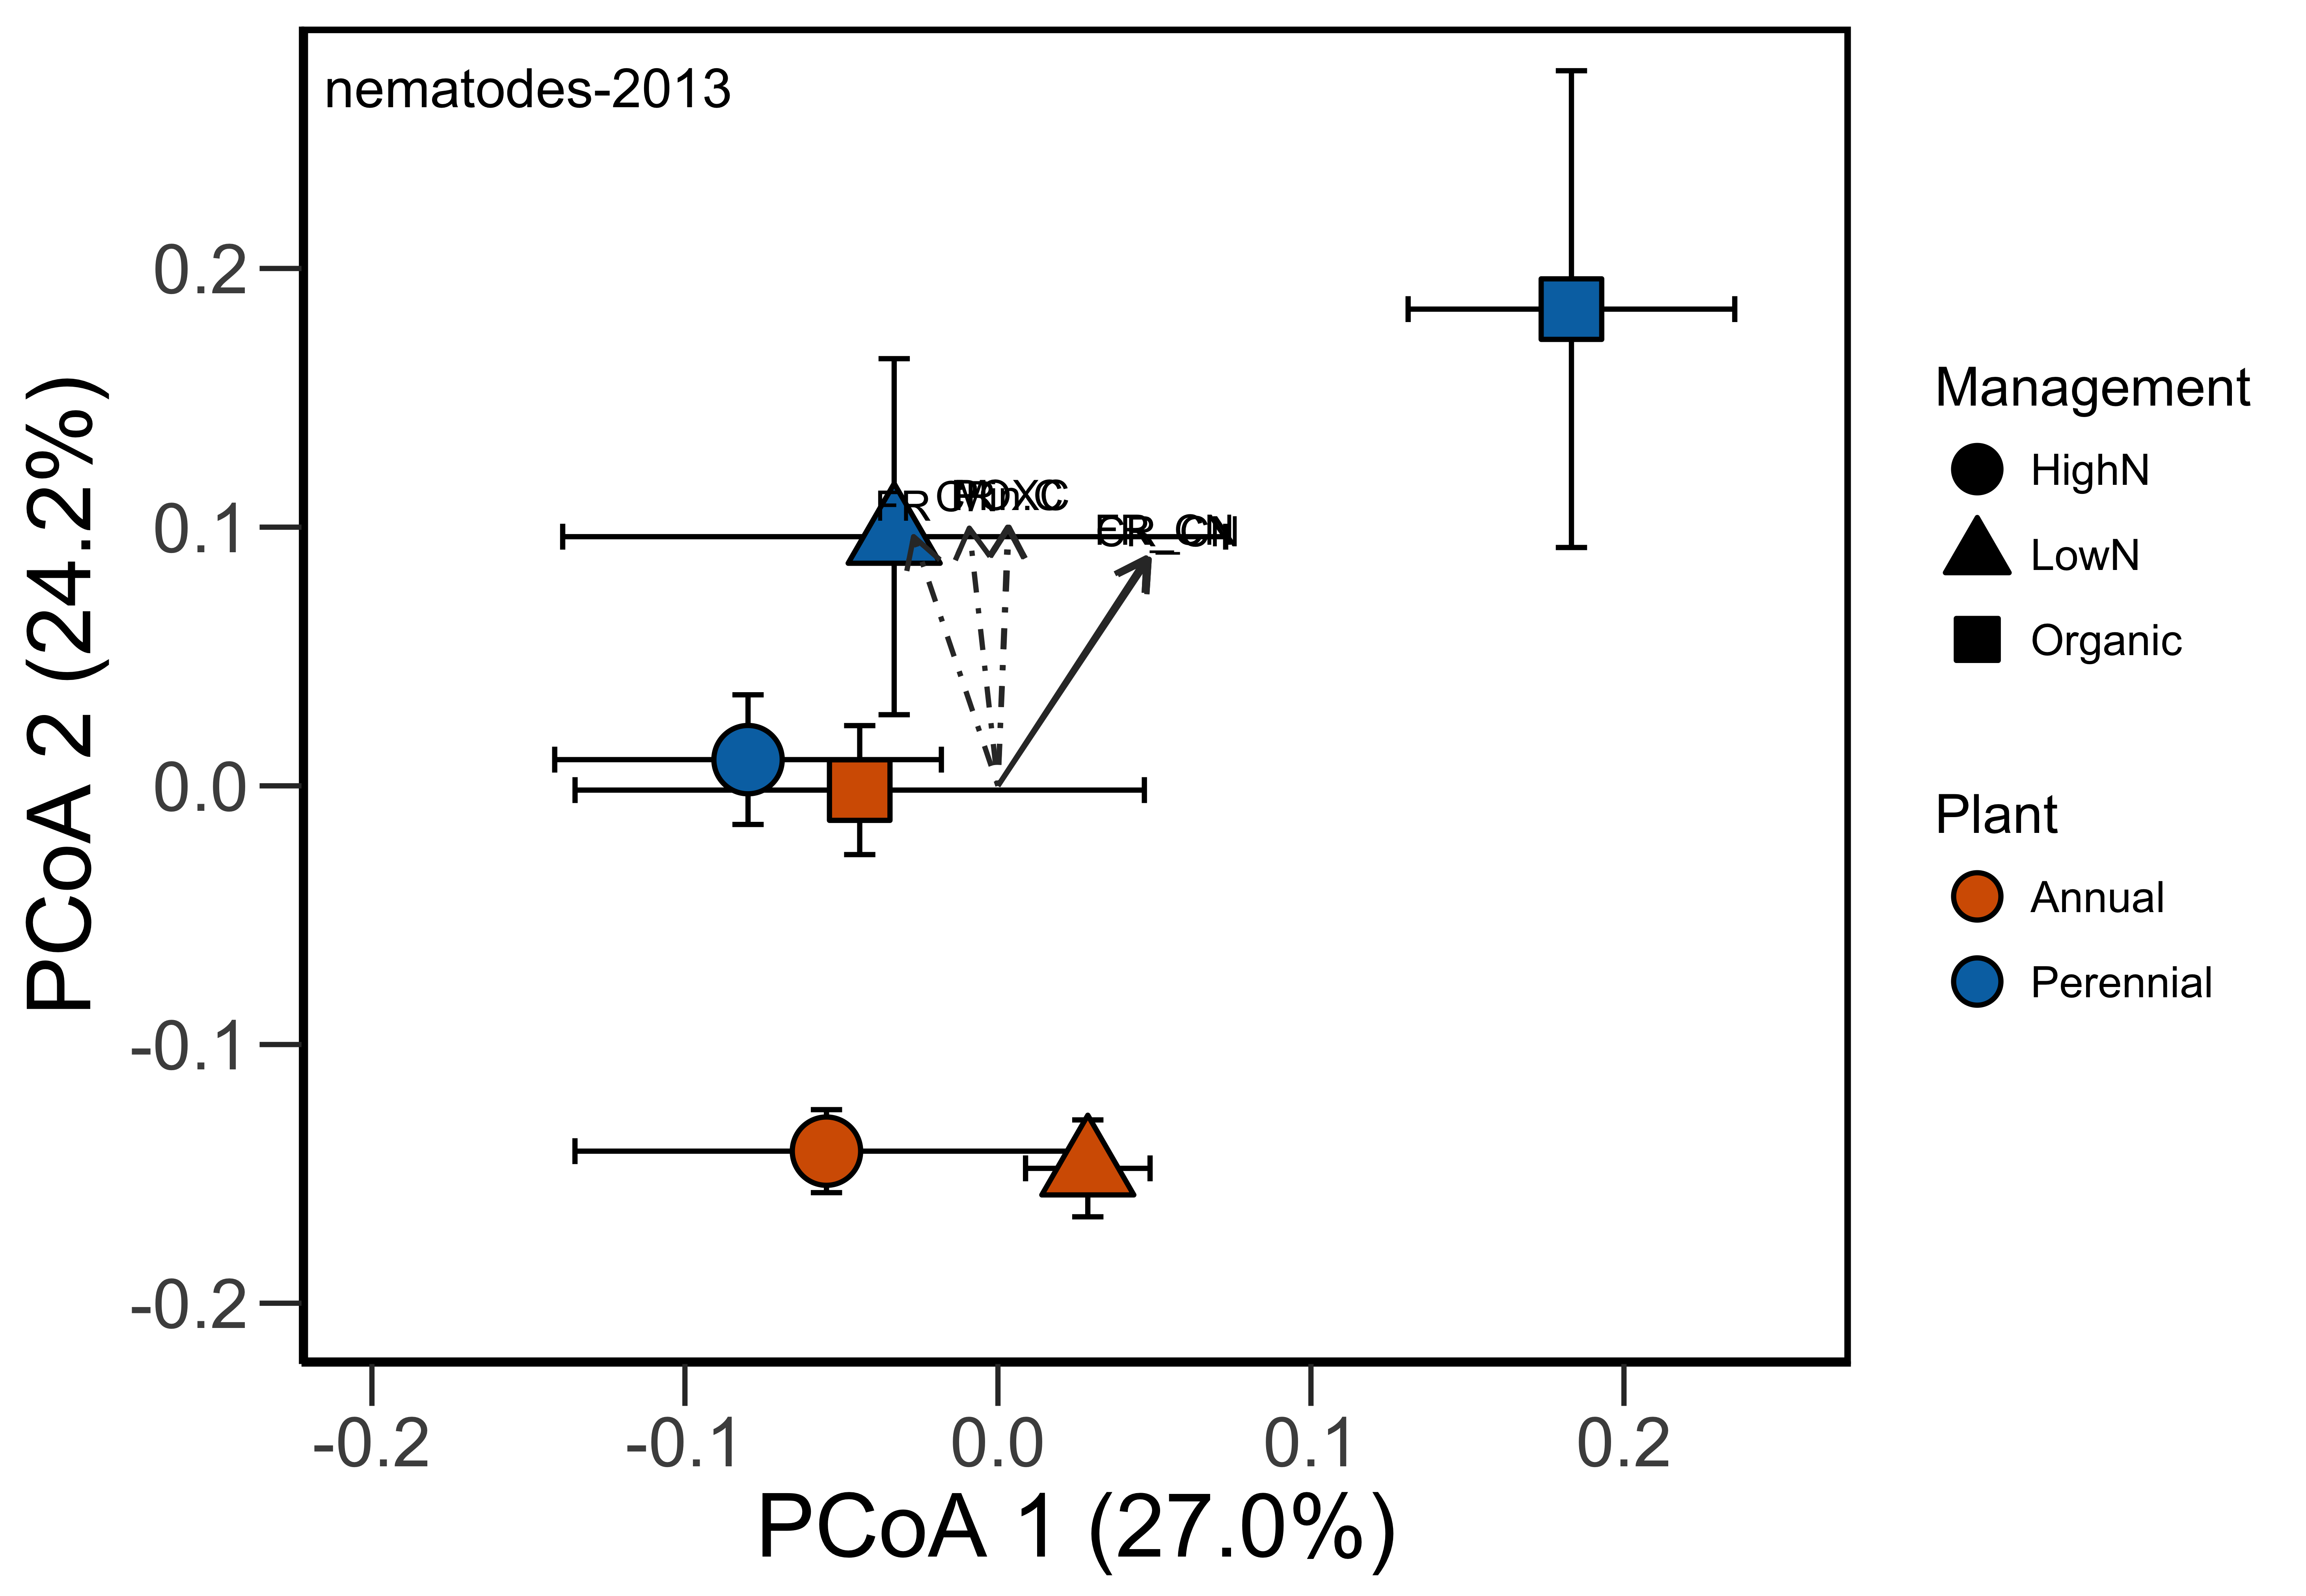 nematodes-2013
PCoA 2 (24.2%)
0.2
0.1
0.0
-0.1
-0.2
FR
-0.2
-0.1
0.0
0.1
0.2
PCoA 1 (27.0%)
Management
HighN
LowN
Organic
Plant
Annual
Perennial